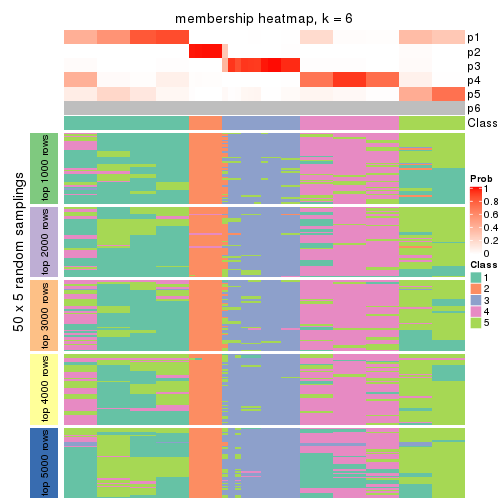 membership heatmap, k = 6
p1
p2
p3
p4
p5
p6
Class
50 x 5 random samplings
top 1000 rows
top 2000 rows
top 3000 rows
top 4000 rows
top 5000 rows
Prob
1
0.8
0.6
0.4
0.2
0
Class
1
2
3
4
5